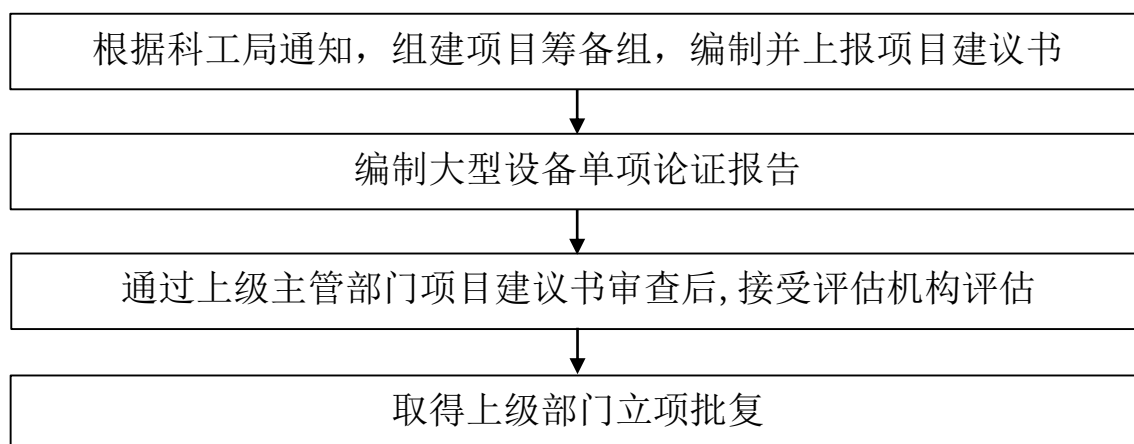 根据科工局通知，组建项目筹备组，编制并上报项目建议书
编制大型设备单项论证报告
通过上级主管部门项目建议书审查后,接受评估机构评估
取得上级部门立项批复